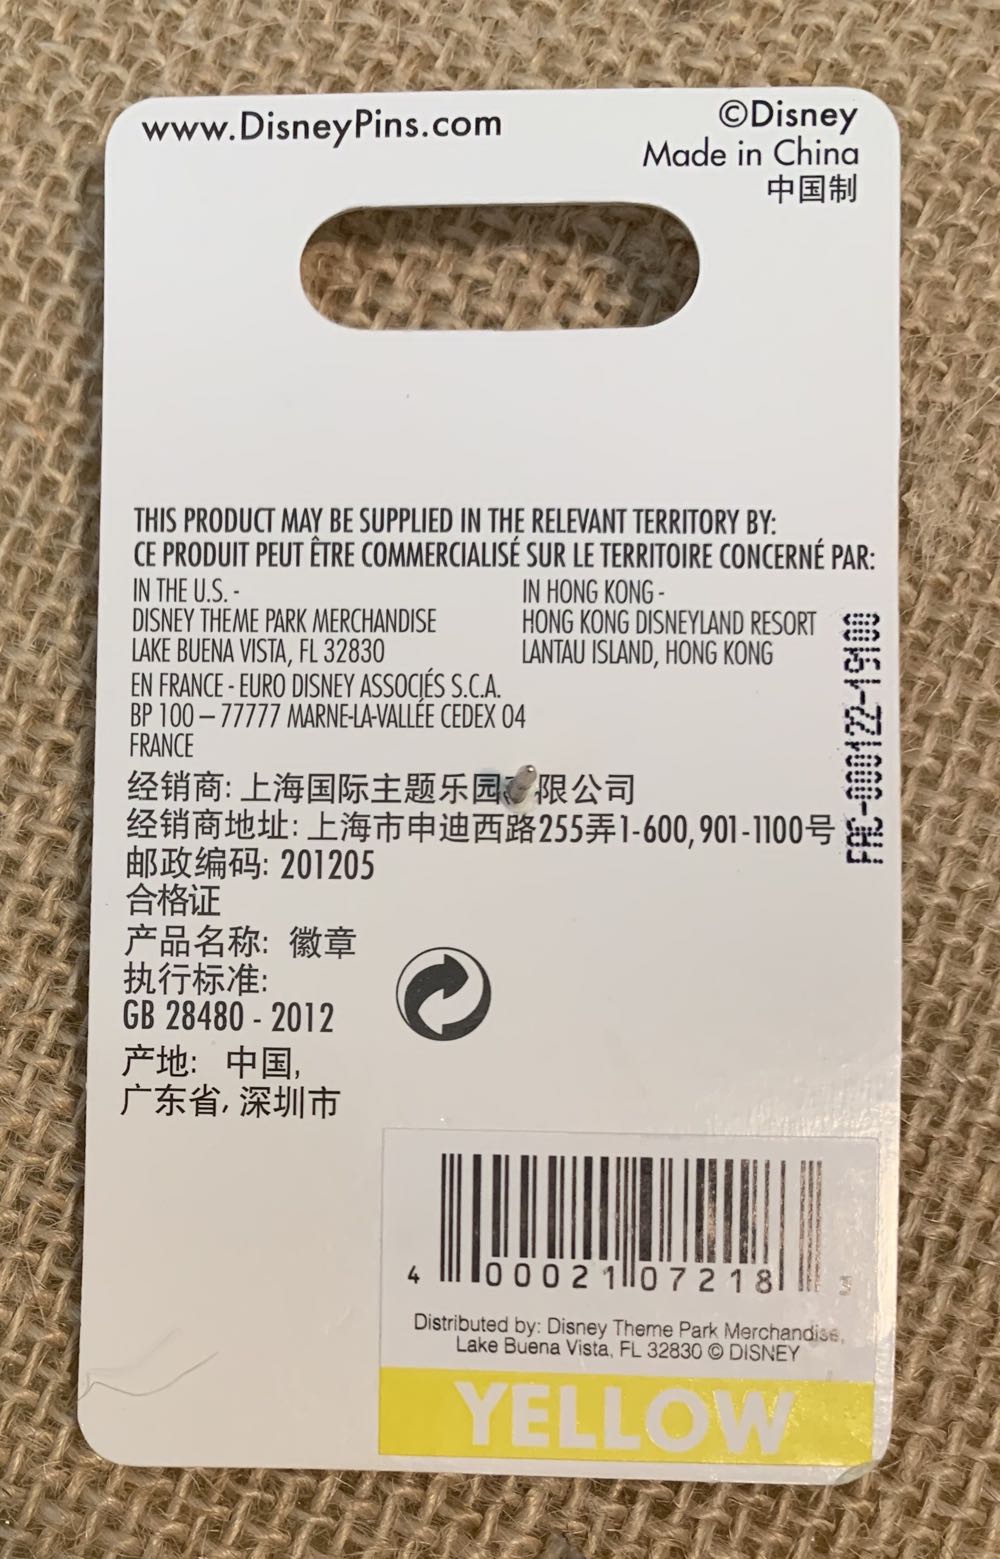 www.DisneyPins.com
©Disney
Made in China
中国制
THIS PRODUCT MAY BE SUPPLIED IN THE RELEVANT TERRITORY BY:
CE PRODUIT PEUT ÊTRE COMMERCIALISÉ SUR LE TERRITOIRE CONCERNÉ PAR:
IN THE U.S. -
DISNEY THEME PARK MERCHANDISE
LAKE BUENA VISTA, FL 32830
IN HONG KONG -
HONG KONG DISNEYLAND RESORT
LANTAU ISLAND, HONG KONG
EN FRANCE - EURO DISNEY ASSOCIÉS S.C.A.
BP 100 – 77777 MARNE-LA-VALLÉE CEDEX 04
FRANCE
FAC-000122-19100
经销商: 上海国际主题乐园有限公司
经销商地址: 上海市申迪西路255弄1-600, 901-1100号
邮政编码: 201205
合格证
产品名称: 徽章
执行标准:
GB 28480 - 2012
产地: 中国,
广东省, 深圳市
4 00021 07218
Distributed by: Disney Theme Park Merchandise,
Lake Buena Vista, FL 32830 © DISNEY
YELLOW